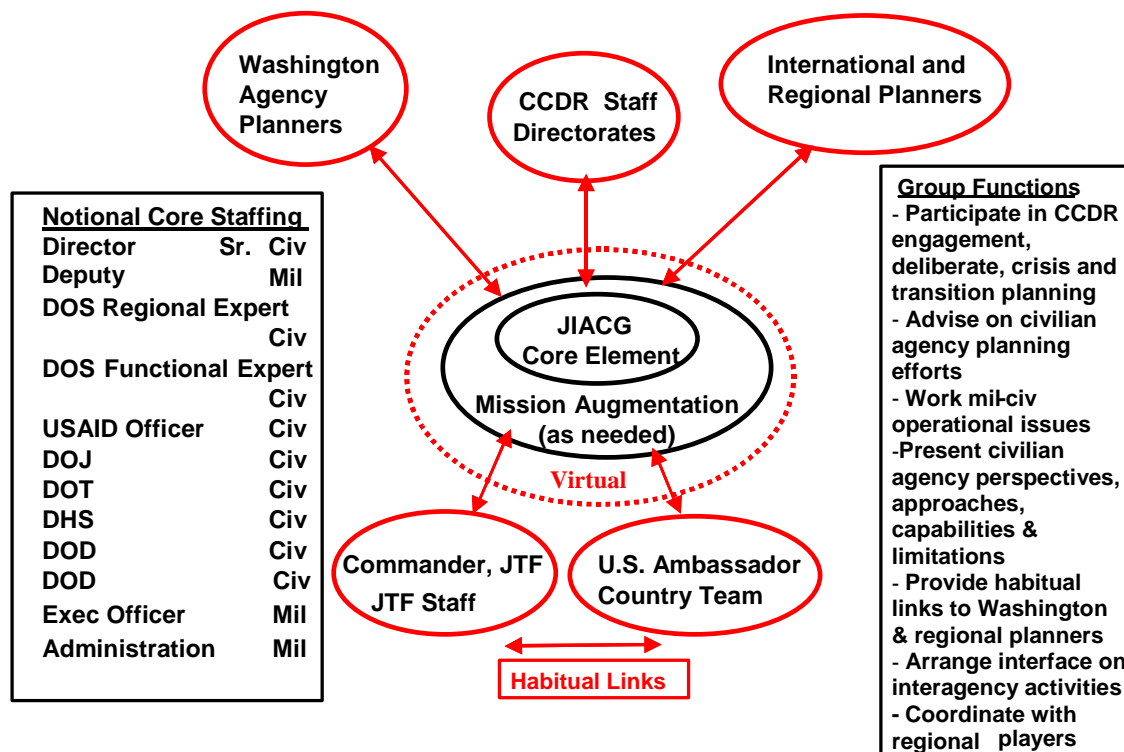 Washington
Agency
Planners
CCDR Staff
Directorates
International and
Regional Planners
Notional Core Staffing
Director Sr. Civ
Deputy Mil
DOS Regional Expert
Civ
DOS Functional Expert
Civ
USAID Officer Civ
DOJ Civ
DOT Civ
DHS Civ
DOD Civ
DOD Civ
Exec Officer Mil
Administration Mil
JIACG
Core Element
Mission Augmentation
(as needed)
Virtual
Commander, JTF
JTF Staff
U.S. Ambassador
Country Team
Habitual Links
Group Functions
- Participate in CCDR
engagement,
deliberate, crisis and
transition planning
- Advise on civilian
agency planning
efforts
- Work mil-civ
operational issues
-Present civilian
agency perspectives,
approaches,
capabilities &
limitations
- Provide habitual
links to Washington
& regional planners
- Arrange interface on
interagency activities
- Coordinate with
regional players